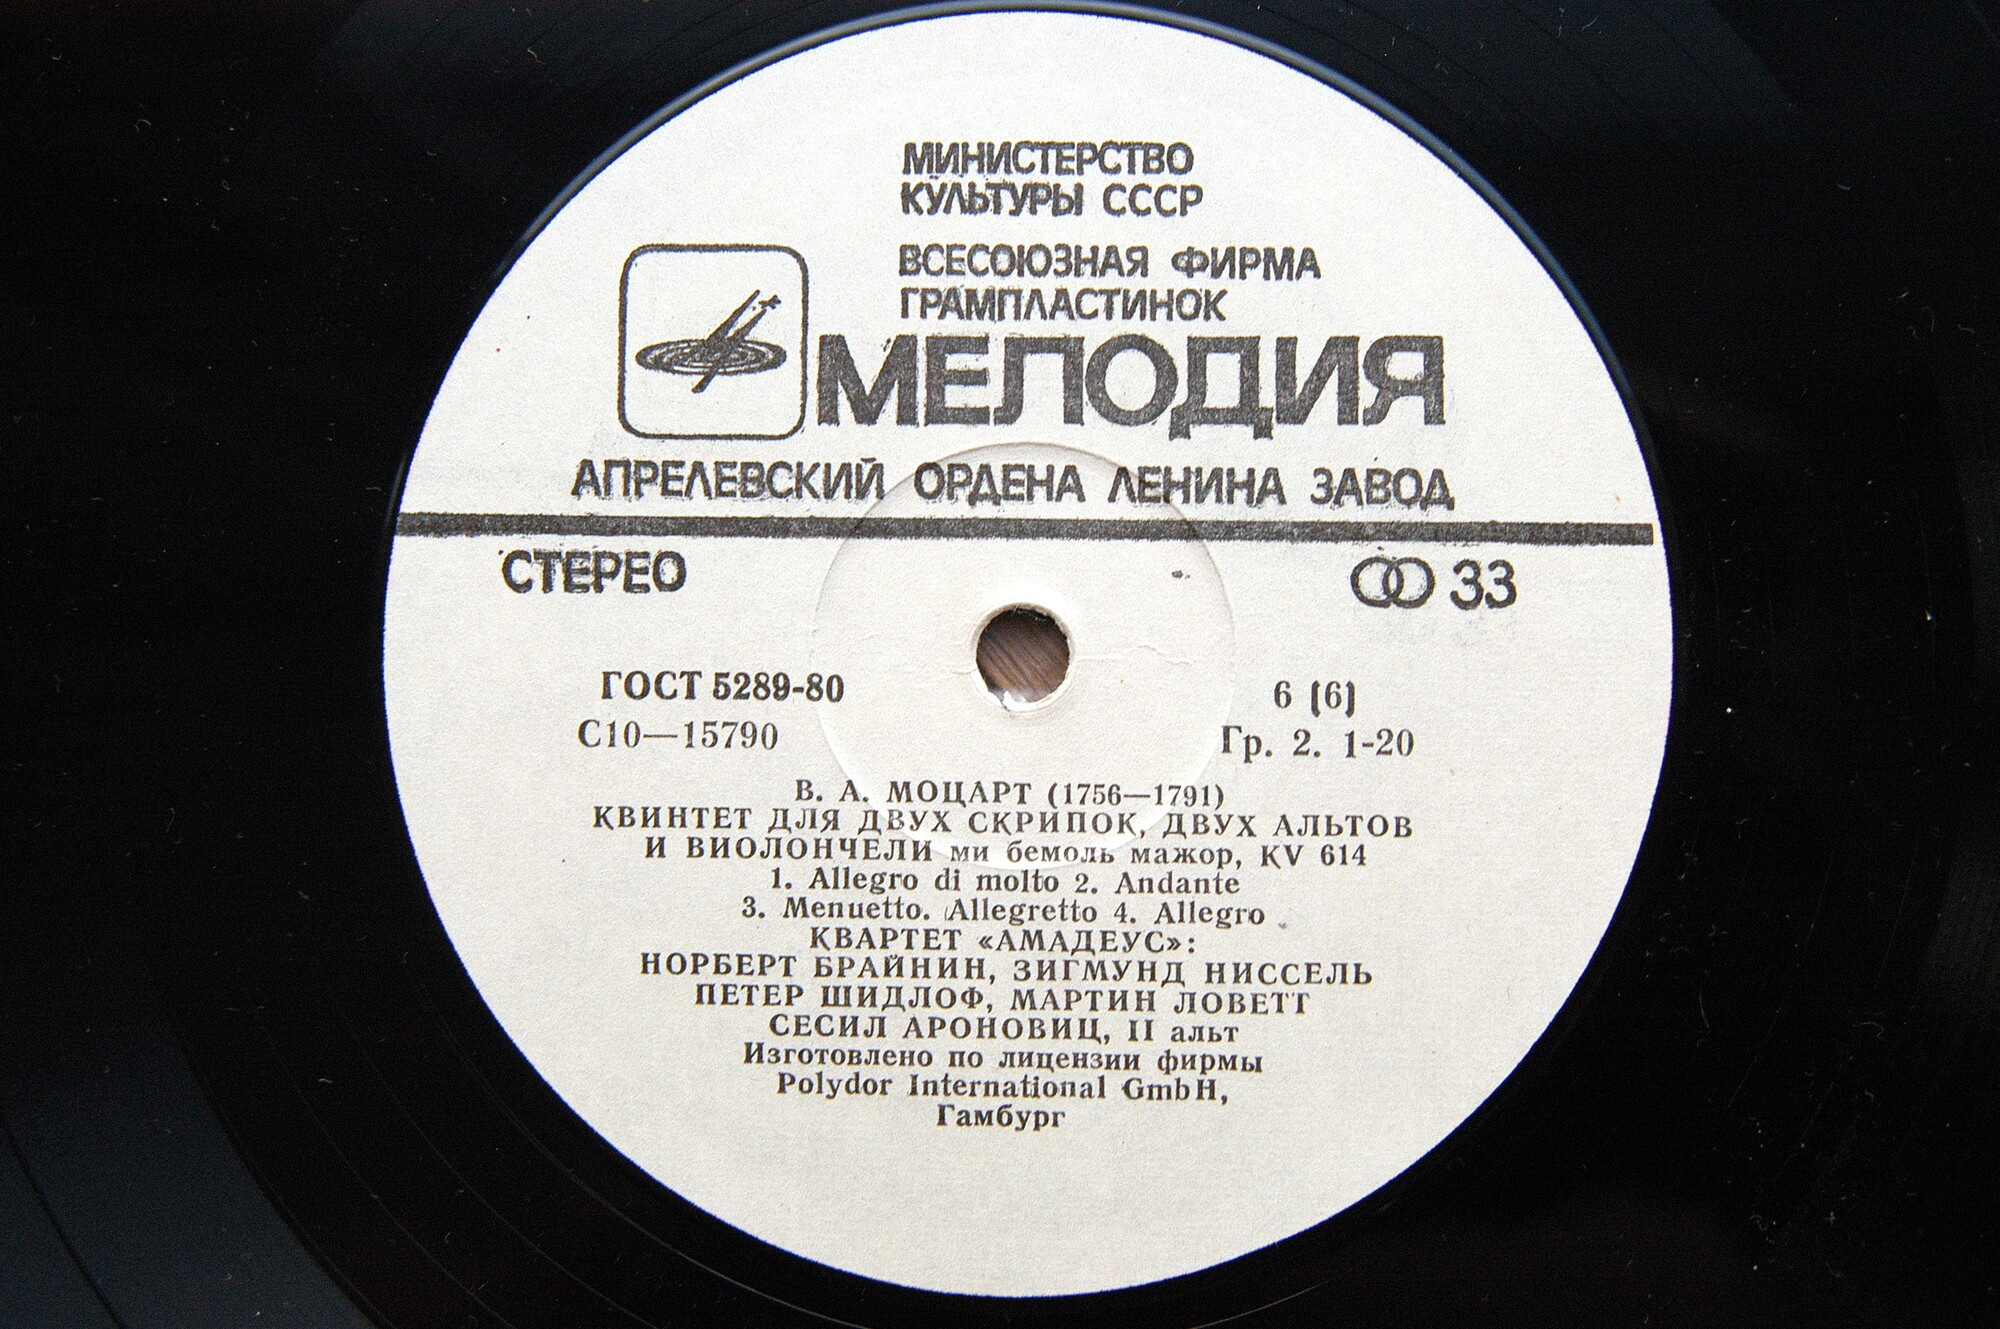 МИНИСТЕРСТВО
КУЛЬТУРЫ СССР
ВСЕСОЮЗНАЯ ФИРМА
ГРАМПЛАСТИНОК
МЕЛОДИЯ
АПРЕЛЕВСКИЙ ОРДЕНА ЛЕНИНА ЗАВОД
СТЕРЕО 33
ГОСТ 5289-80 6 (6)
С10—15790 Гр. 2. 1-20
В. А. МОЦАРТ (1756—1791)
КВИНТЕТ ДЛЯ ДВУХ СКРИПОК, ДВУХ АЛЬТОВ
И ВИОЛОНЧЕЛИ ми бемоль мажор, KV 614
1. Allegro di molto 2. Andante
3. Menuetto. Allegretto 4. Allegro
КВАРТЕТ «АМАДЕУС»:
НОРБЕРТ БРАЙНИН, ЗИГМУНД НИССЕЛЬ
ПЕТЕР ШИДЛОФ, МАРТИН ЛОВЕТТ
СЕСИЛ АРОНОВИЦ, II альт
Изготовлено по лицензии фирмы
Polydor International GmbH,
Гамбург